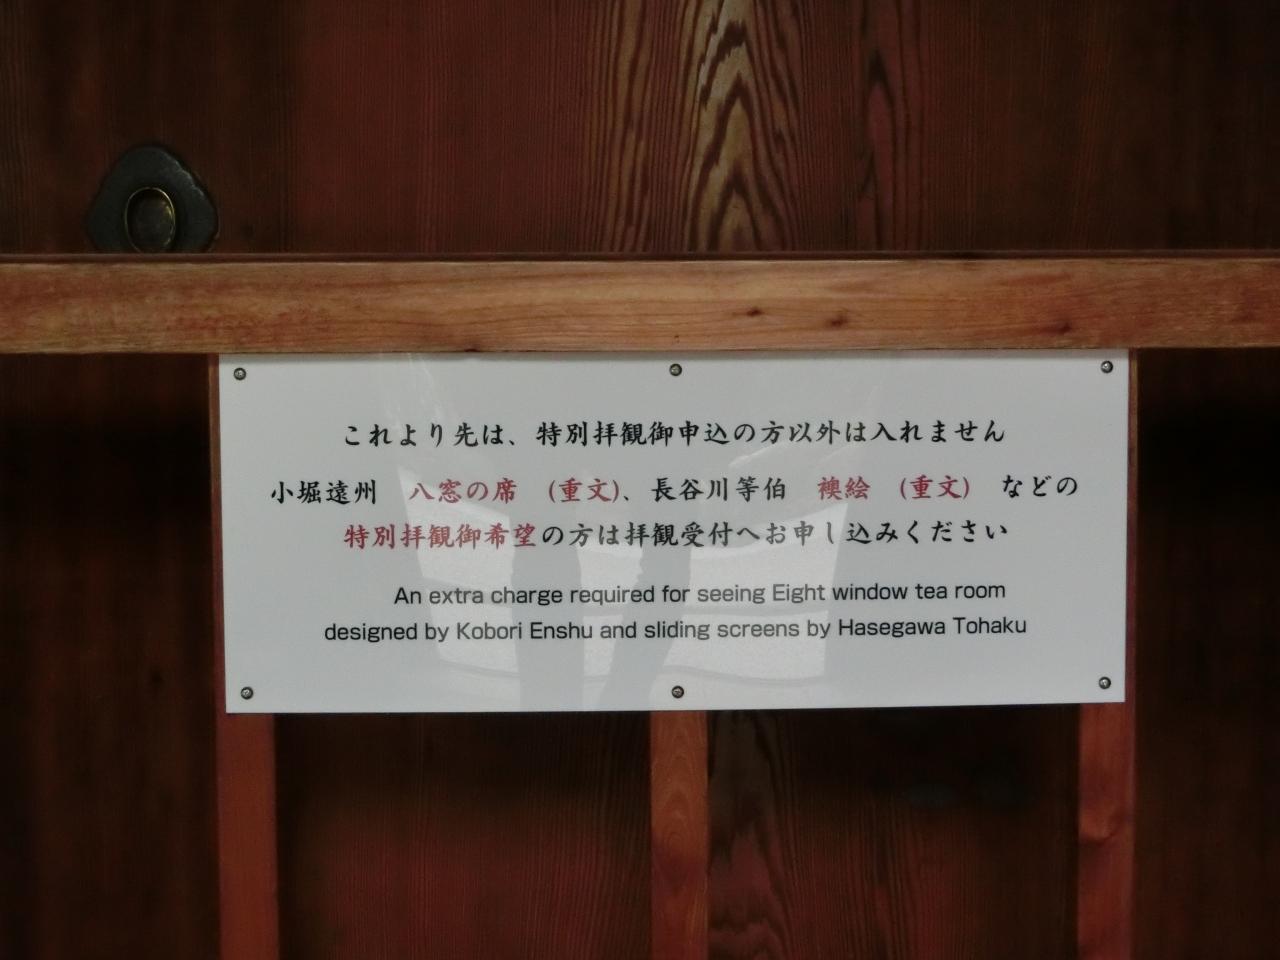 これより先は、特別拝観御申込の方以外は入れません
小堀遠州　八窓の席　(重文)、長谷川等伯　襖絵　(重文)　などの
特別拝観御希望の方は拝観受付へお申し込みください
An extra charge required for seeing Eight window tea room
designed by Kobori Enshu and sliding screens by Hasegawa Tohaku